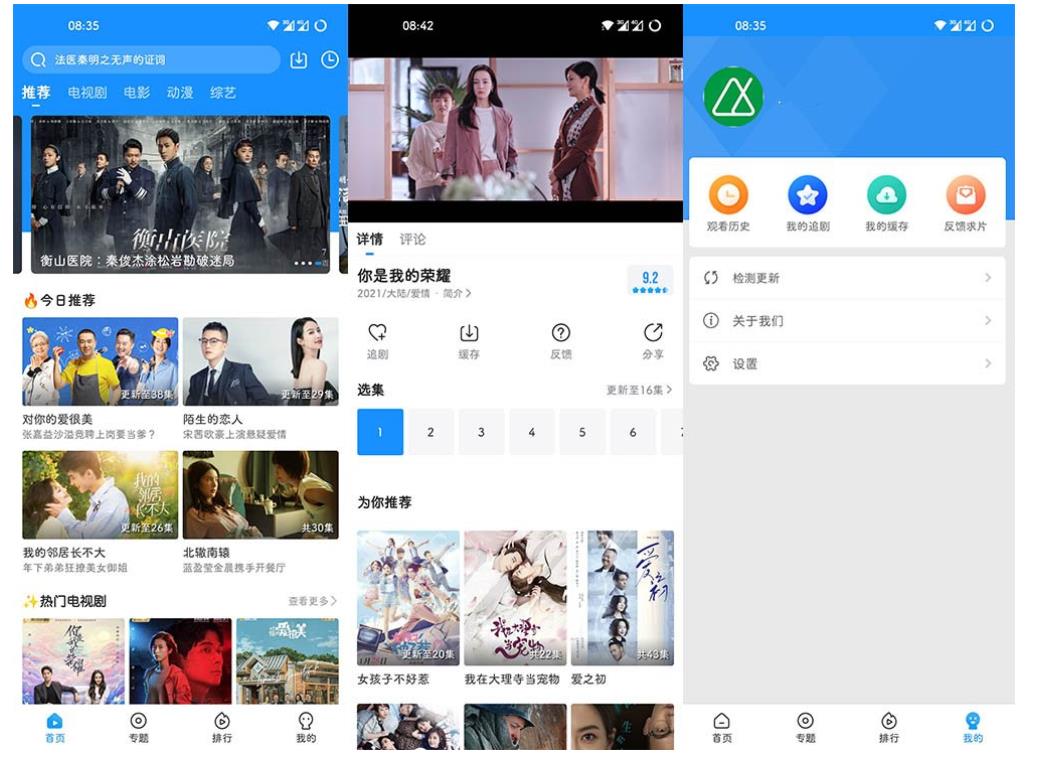 08:35
法医秦明之无声的证词
推荐 电视剧 电影 动漫 综艺
衡山医院
衡山医院：秦俊杰涂松岩勘破迷局
🔥今日推荐
更新至38集
更新至29集
对你的爱很美
陌生的恋人
张嘉益沙溢竞聘上岗要当爹？
宋茜欧豪上演悬疑爱情
我的邻居长不大
更新至26集
共30集
我的邻居长不大
北辙南辕
年下弟弟狂撩美女御姐
蓝盈莹金晨携手开餐厅
✨热门电视剧
查看更多>
首页 专题 排行 我的
08:42
详情 评论
你是我的荣耀
9.2
2021/大陆/爱情 · 简介>
追剧 缓存 反馈 分享
选集
更新至16集>
1 2 3 4 5 6
为你推荐
更新至20集
我在大理寺当宠物
共22集
爱之初
共43集
女孩子不好惹
我在大理寺当宠物
爱之初
08:35
观看历史 我的追剧 我的缓存 反馈求片
检测更新
关于我们
设置
首页 专题 排行 我的